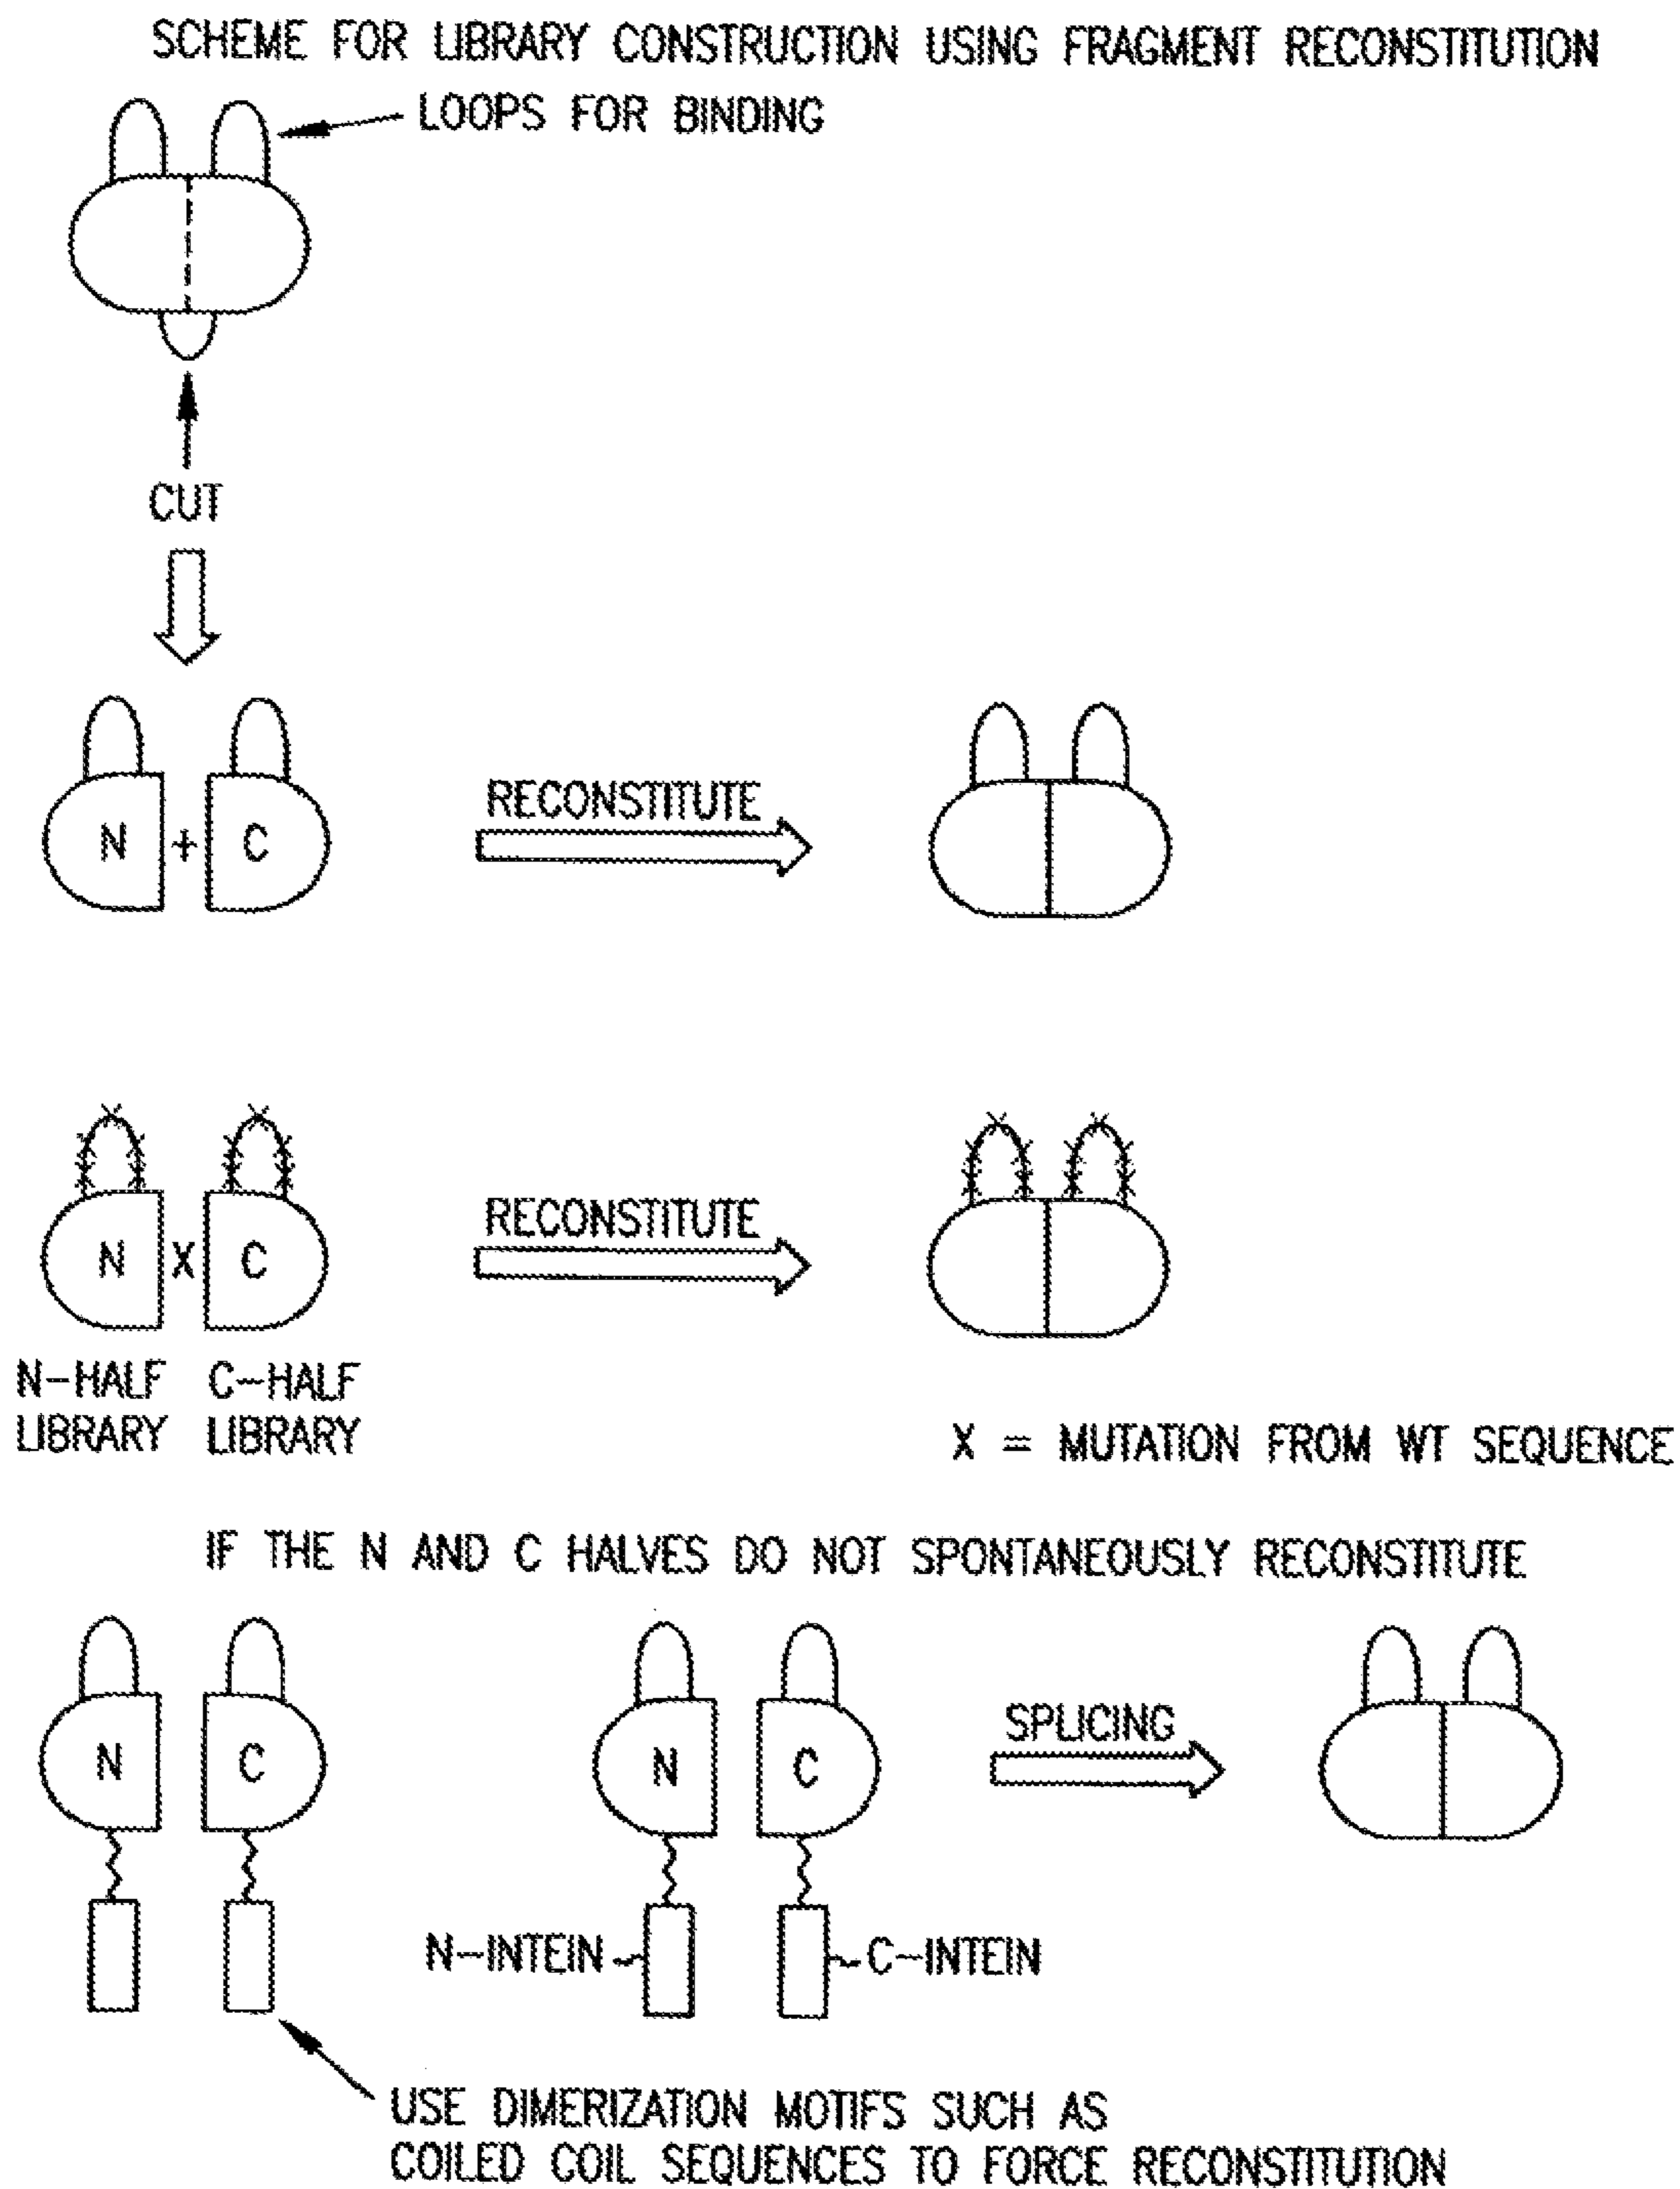 SCHEME FOR LIBRARY CONSTRUCTION USING FRAGMENT RECONSTITUTION
LOOPS FOR BINDING
CUT
N + C
RECONSTITUTE
N X C
RECONSTITUTE
N-HALF LIBRARY
C-HALF LIBRARY
X = MUTATION FROM WT SEQUENCE
IF THE N AND C HALVES DO NOT SPONTANEOUSLY RECONSTITUTE
N C
N C
SPLICING
N-INTEIN
C-INTEIN
USE DIMERIZATION MOTIFS SUCH AS
COILED COIL SEQUENCES TO FORCE RECONSTITUTION